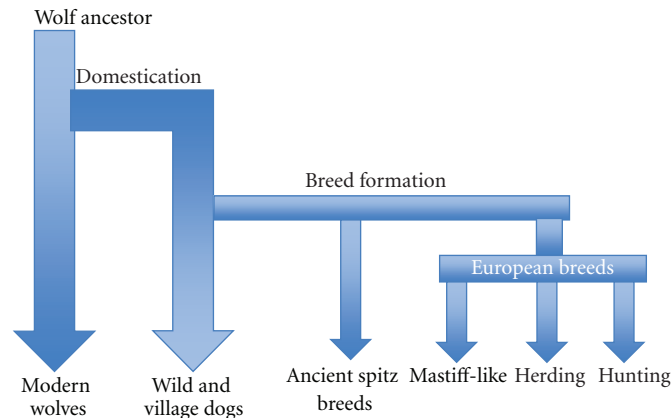 Wolf ancestor
Domestication
Breed formation
European breeds
Modern
wolves
Wild and
village dogs
Ancient spitz
breeds
Mastiff-like
Herding
Hunting